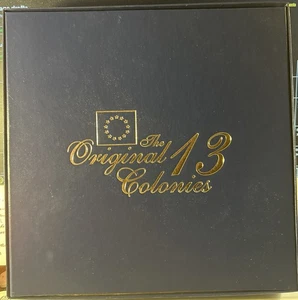 The
Original 13
Colonies